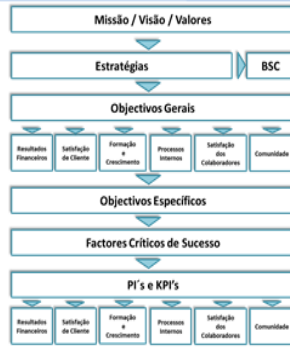 Missão / Visão / Valores
Estratégias
BSC
Objectivos Gerais
Resultados Financeiros
Satisfação de Cliente
Formação e Crescimento
Processos Internos
Satisfação dos Colaboradores
Comunidade
Objectivos Específicos
Factores Críticos de Sucesso
PI´s e KPI’s
Resultados Financeiros
Satisfação de Cliente
Formação e Crescimento
Processos Internos
Satisfação dos Colaboradores
Comunidade